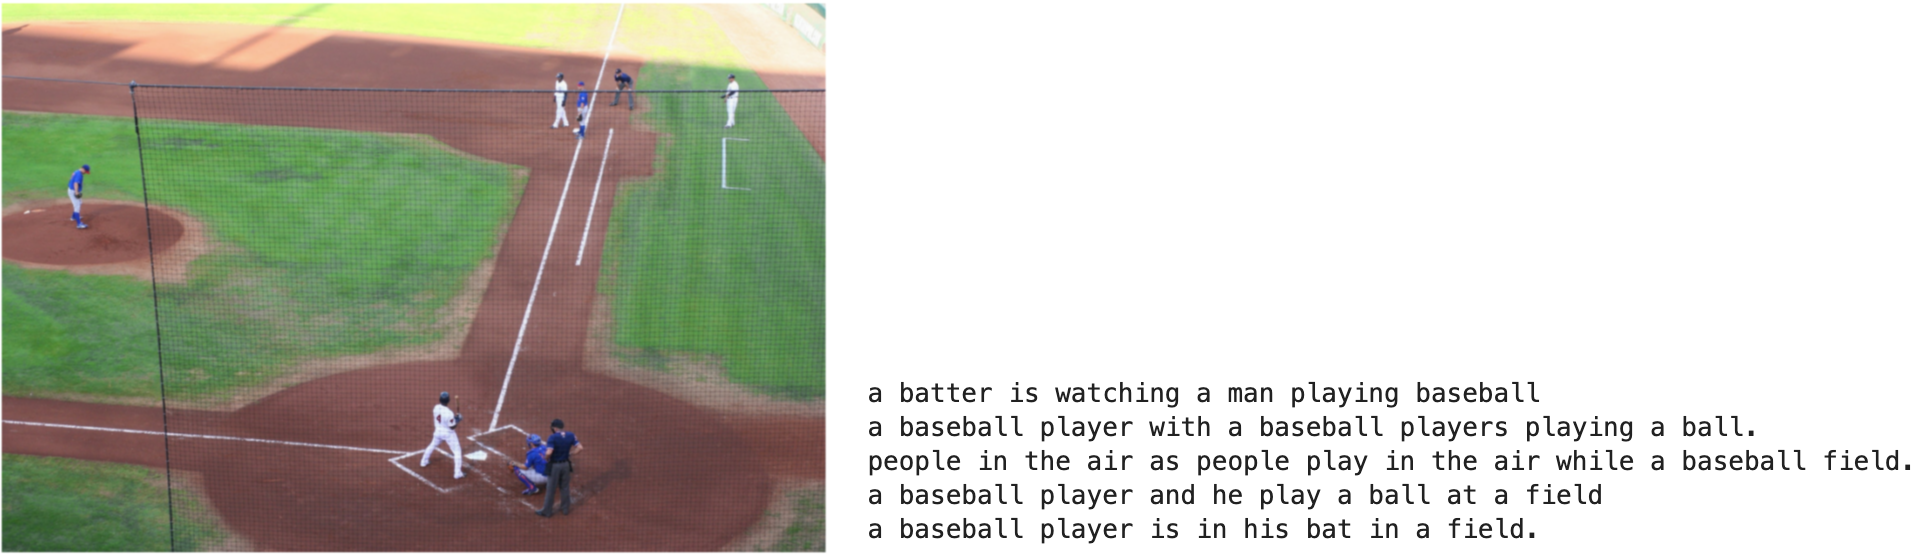 a batter is watching a man playing baseball
a baseball player with a baseball players playing a ball.
people in the air as people play in the air while a baseball field.
a baseball player and he play a ball at a field
a baseball player is in his bat in a field.